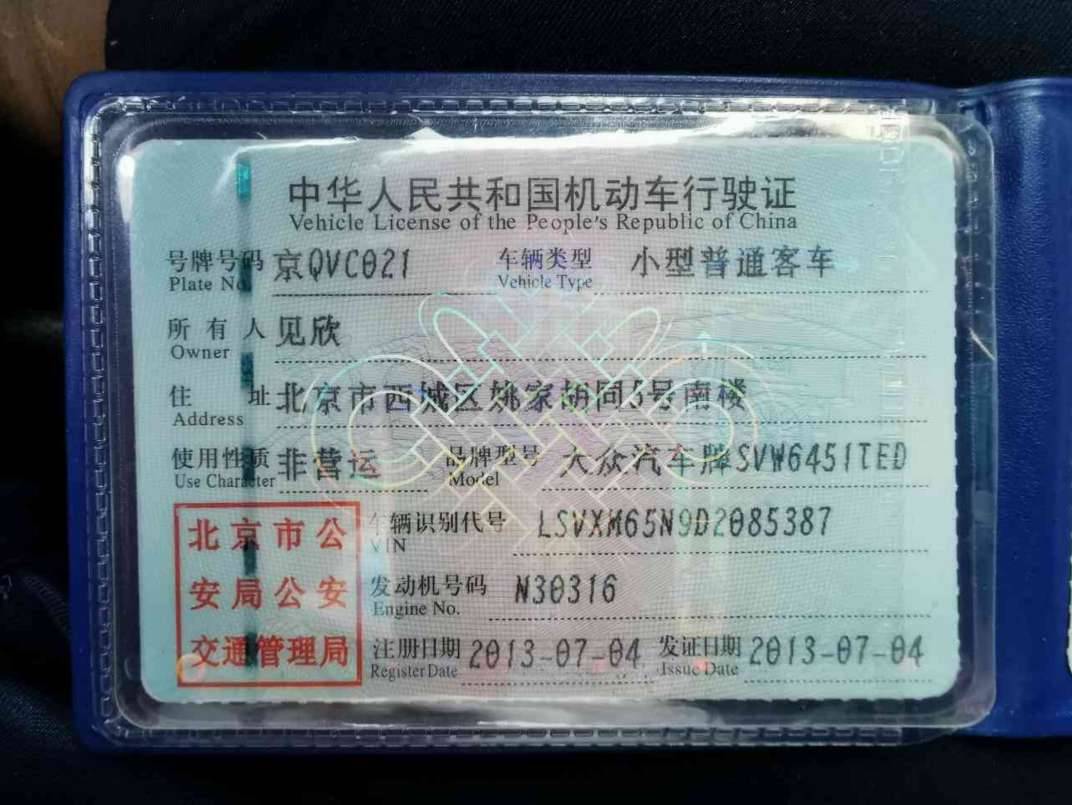 中华人民共和国机动车行驶证
Vehicle License of the People's Republic of China
号牌号码 京QVC021 车辆类型 小型普通客车
Plate No. Vehicle Type
所有人 见欣
Owner
住址 北京市西城区姚家胡同5号南楼
Address
使用性质 非营运 品牌型号 大众汽车牌SVW6451TED
Use Character Model
车辆识别代号 LSVXM65N9D2085387
VIN
发动机号码 N30316
Engine No.
注册日期 2013-07-04 发证日期 2013-07-04
Register Date Issue Date
北京市公
安局公安
交通管理局